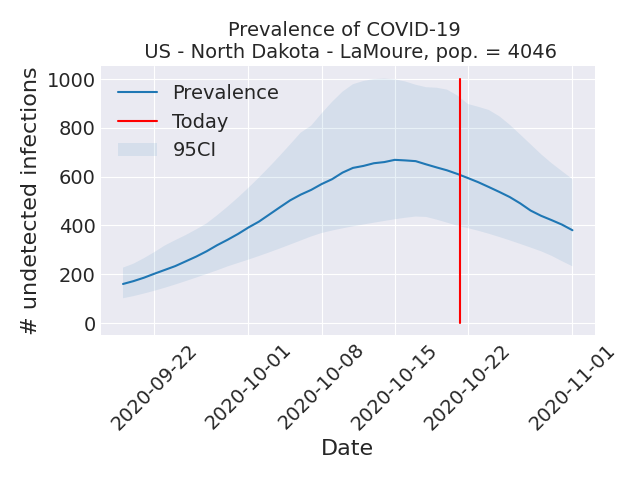 Prevalence of COVID-19
US - North Dakota - LaMoure, pop. = 4046
# undetected infections
1000
800
600
400
200
0
Prevalence
Today
95CI
2020-09-22
2020-10-01
2020-10-08
2020-10-15
2020-10-22
2020-11-01
Date